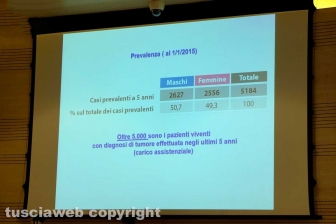 Prevalenza ( al 1/1/2015)
Maschi Femmine Totale
Casi prevalenti a 5 anni 2627 2556 5184
% sul totale dei casi prevalenti 50,7 49,3 100
Oltre 5.000 sono i pazienti viventi
con diagnosi di tumore effettuata negli ultimi 5 anni
(carico assistenziale)
tusciaweb copyright